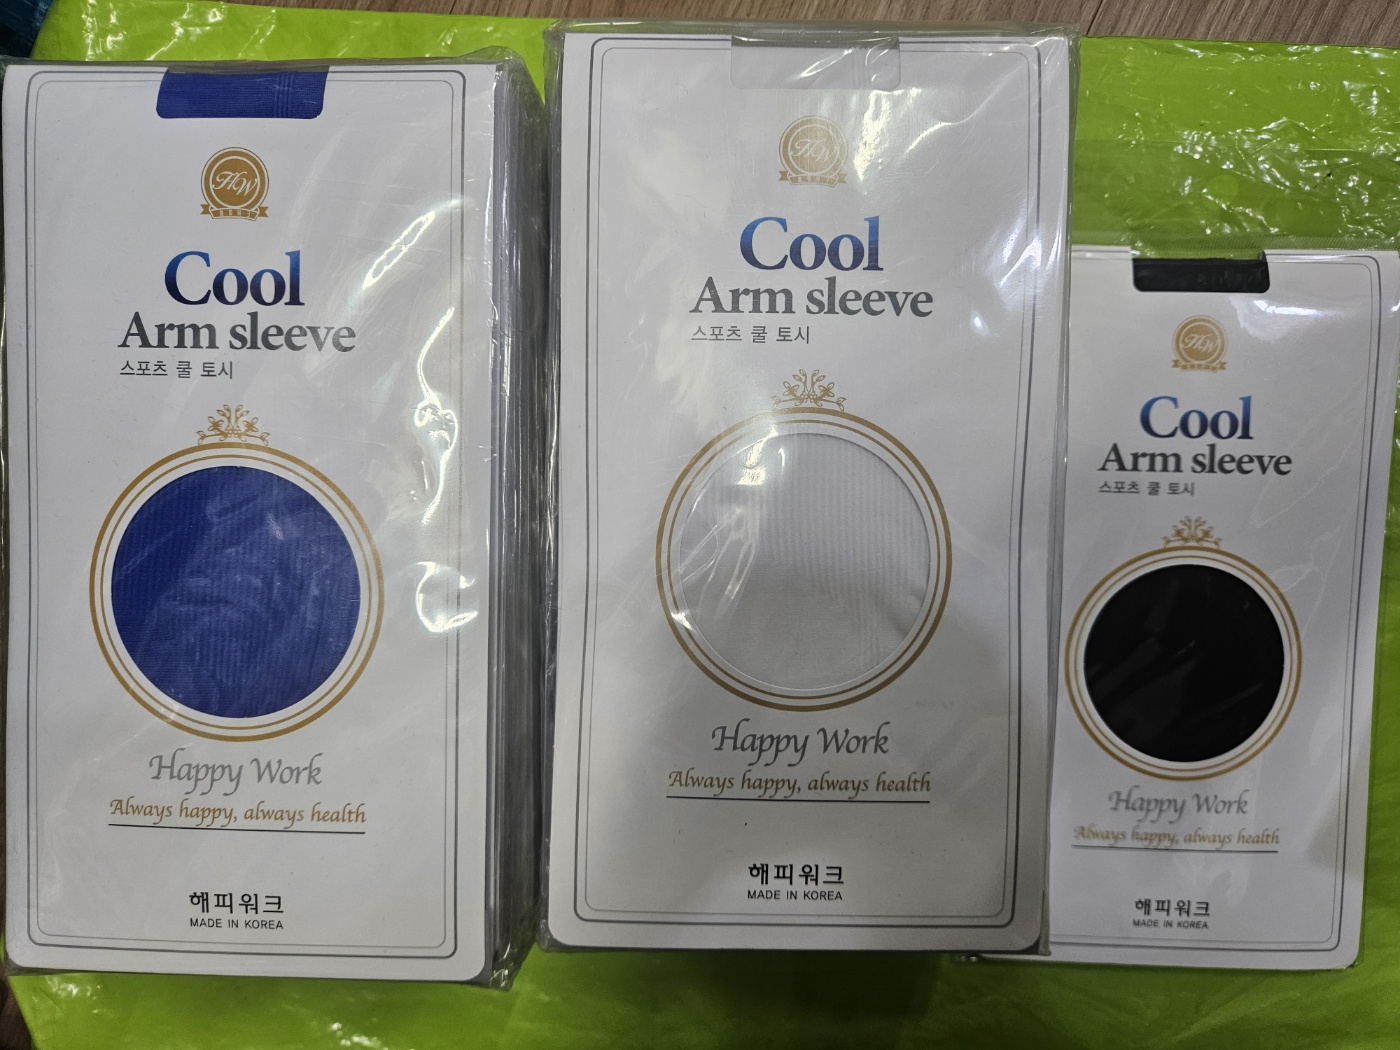 HW
Cool
Arm sleeve
스포츠 쿨 토시
Happy Work
Always happy, always health
해피워크
MADE IN KOREA
HW
Cool
Arm sleeve
스포츠 쿨 토시
Happy Work
Always happy, always health
해피워크
MADE IN KOREA
HW
Cool
Arm sleeve
스포츠 쿨 토시
Happy Work
Always happy, always health
해피워크
MADE IN KOREA